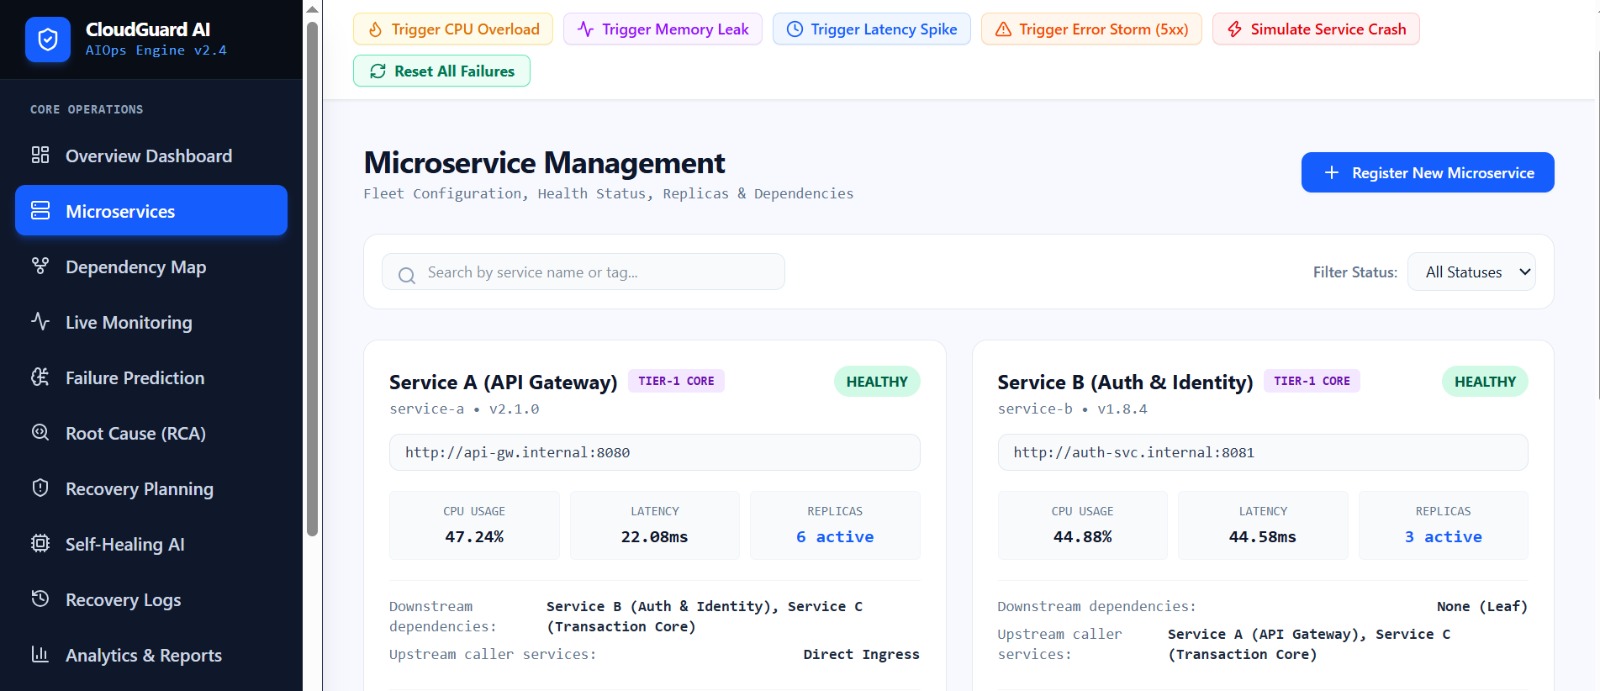 CloudGuard AI
AIOps Engine v2.4
CORE OPERATIONS
Overview Dashboard
Microservices
Dependency Map
Live Monitoring
Failure Prediction
Root Cause (RCA)
Recovery Planning
Self-Healing AI
Recovery Logs
Analytics & Reports
Trigger CPU Overload
Trigger Memory Leak
Trigger Latency Spike
Trigger Error Storm (5xx)
Simulate Service Crash
Reset All Failures
Microservice Management
Fleet Configuration, Health Status, Replicas & Dependencies
Register New Microservice
Search by service name or tag...
Filter Status:
All Statuses
Service A (API Gateway)
TIER-1 CORE
HEALTHY
service-a • v2.1.0
http://api-gw.internal:8080
CPU USAGE
47.24%
LATENCY
22.08ms
REPLICAS
6 active
Downstream
dependencies:
Service B (Auth & Identity), Service C
(Transaction Core)
Upstream caller services:
Direct Ingress
Service B (Auth & Identity)
TIER-1 CORE
HEALTHY
service-b • v1.8.4
http://auth-svc.internal:8081
CPU USAGE
44.88%
LATENCY
44.58ms
REPLICAS
3 active
Downstream dependencies:
None (Leaf)
Upstream caller
services:
Service A (API Gateway), Service C
(Transaction Core)